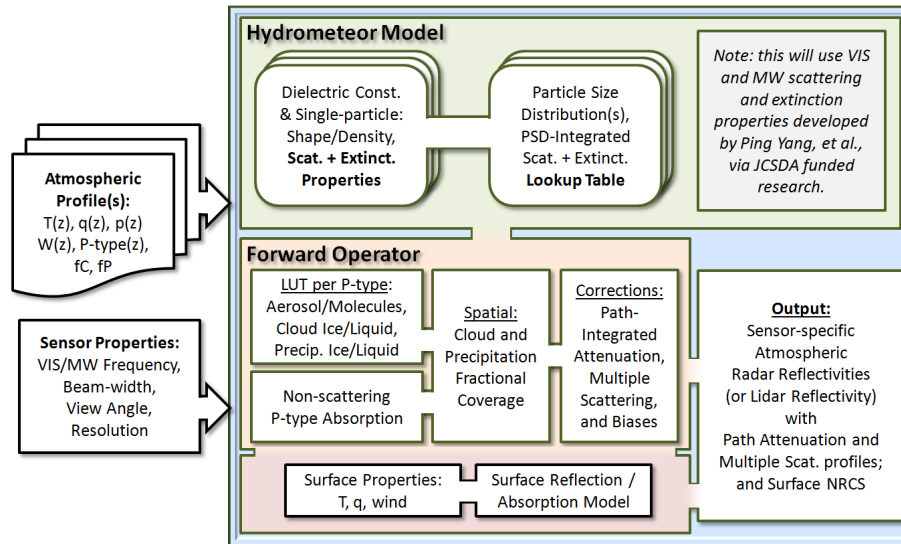 Hydrometeor Model
Dielectric Const.
& Single-particle:
Shape/Density,
Scat. + Extinct.
Properties
Particle Size
Distribution(s),
PSD-Integrated
Scat. + Extinct.
Lookup Table
Note: this will use VIS
and MW scattering
and extinction
properties developed
by Ping Yang, et al.,
via JCSDA funded
research.
Atmospheric
Profile(s):
T(z), q(z), p(z)
W(z), P-type(z),
fC, fP
Sensor Properties:
VIS/MW Frequency,
Beam-width,
View Angle,
Resolution
Forward Operator
LUT per P-type:
Aerosol/Molecules,
Cloud Ice/Liquid,
Precip. Ice/Liquid
Non-scattering
P-type Absorption
Spatial:
Cloud and
Precipitation
Fractional
Coverage
Corrections:
Path-
Integrated
Attenuation,
Multiple
Scattering,
and Biases
Output:
Sensor-specific
Atmospheric
Radar Reflectivities
(or Lidar Reflectivity)
with
Path Attenuation and
Multiple Scat. profiles;
and Surface NRCS
Surface Properties:
T, q, wind
Surface Reflection /
Absorption Model